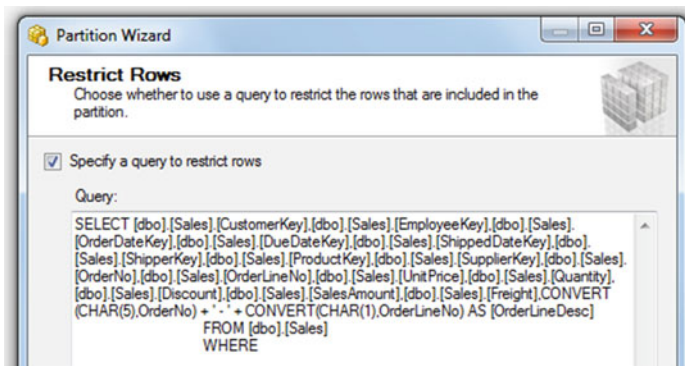 Partition Wizard
Restrict Rows
Choose whether to use a query to restrict the rows that are included in the
partition.
Specify a query to restrict rows
Query:
SELECT [dbo].[Sales].[CustomerKey],[dbo].[Sales].[EmployeeKey],[dbo].[Sales].
[OrderDateKey],[dbo].[Sales].[DueDateKey],[dbo].[Sales].[ShippedDateKey],[dbo].
[Sales].[ShipperKey],[dbo].[Sales].[ProductKey],[dbo].[Sales].[SupplierKey],[dbo].[Sales].
[OrderNo],[dbo].[Sales].[OrderLineNo],[dbo].[Sales].[UnitPrice],[dbo].[Sales].[Quantity],
[dbo].[Sales].[Discount],[dbo].[Sales].[SalesAmount],[dbo].[Sales].[Freight],CONVERT
(CHAR(5),OrderNo) + ' - ' + CONVERT(CHAR(1),OrderLineNo) AS [OrderLineDesc]
FROM [dbo].[Sales]
WHERE